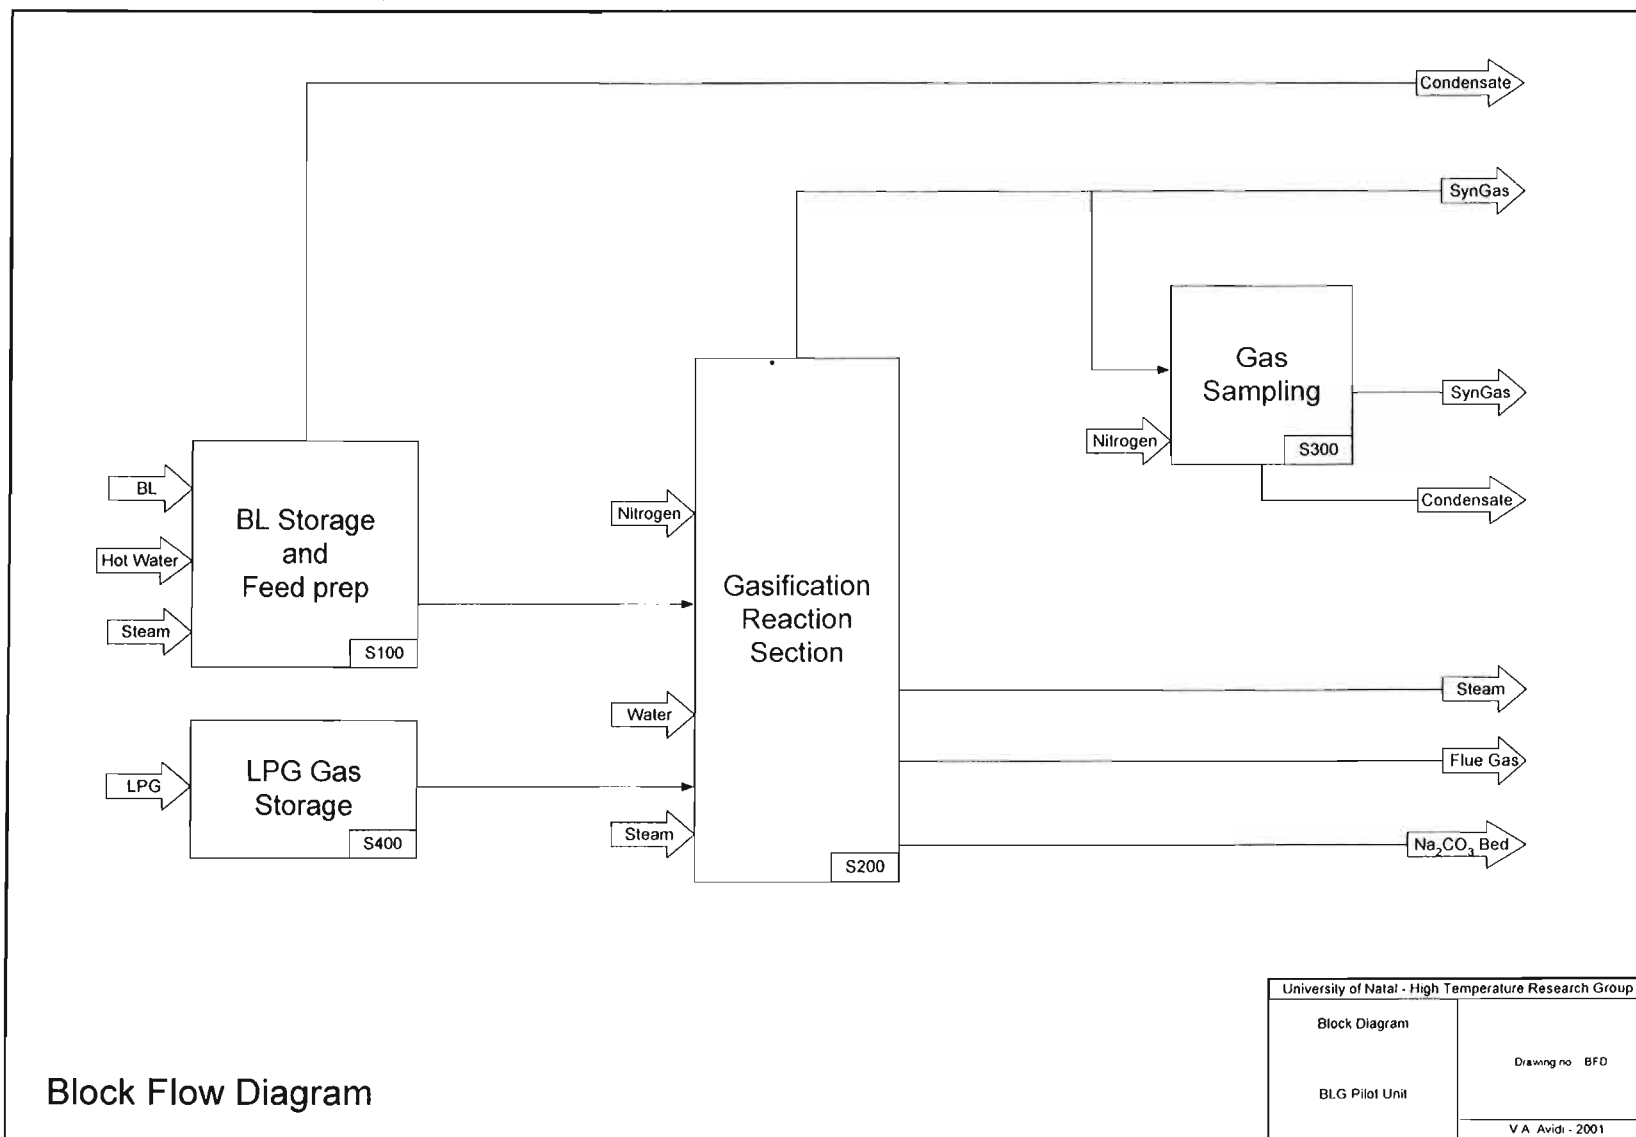 Condensate
SynGas
Gas
Sampling
S300
Nitrogen
SynGas
Condensate
BL
Hot Water
Steam
BL Storage
and
Feed prep
S100
Nitrogen
Water
Steam
Gasification
Reaction
Section
S200
LPG
LPG Gas
Storage
S400
Steam
Flue Gas
Na₂CO₃ Bed
University of Natal - High Temperature Research Group
Block Diagram
Drawing no BFD
BLG Pilot Unit
V A Avidi - 2001
Block Flow Diagram